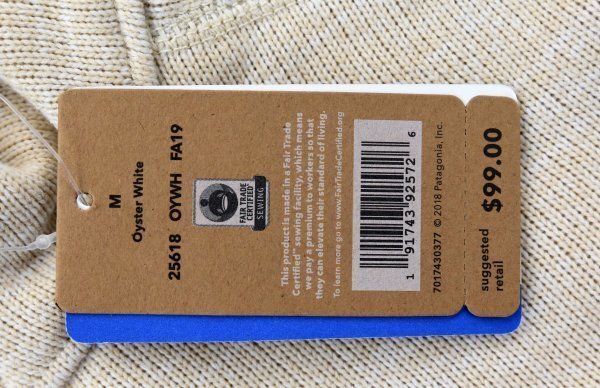 M
Oyster White
25618 OYWH FA19
FAIR TRADE
CERTIFIED™
SEWING
This product is made in a Fair Trade
Certified™ sewing facility, which means
we pay a premium to workers so that
they can elevate their standard of living.
To learn more go to www.FairTradeCertified.org
1 91743 92572 6
7017430377 © 2018 Patagonia, Inc.
suggested
retail
$99.00